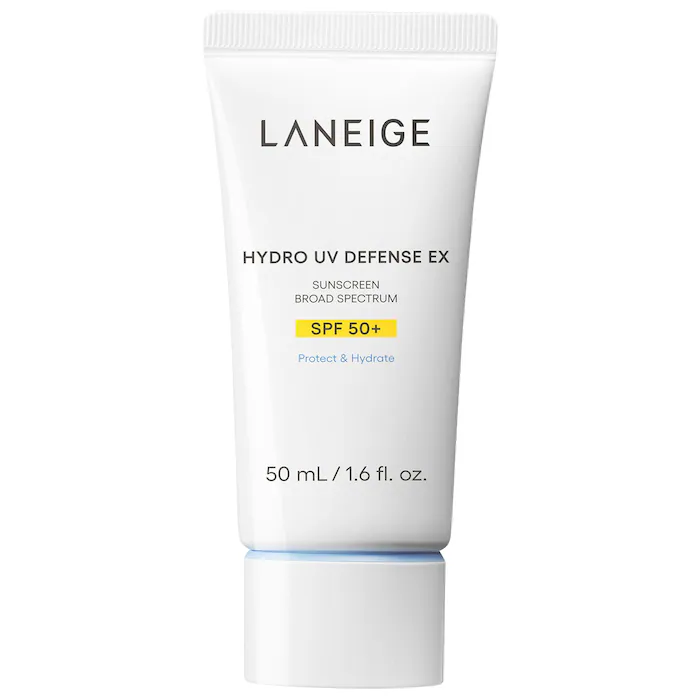 LANEIGE
HYDRO UV DEFENSE EX
SUNSCREEN
BROAD SPECTRUM
SPF 50+
Protect & Hydrate
50 mL / 1.6 fl. oz.